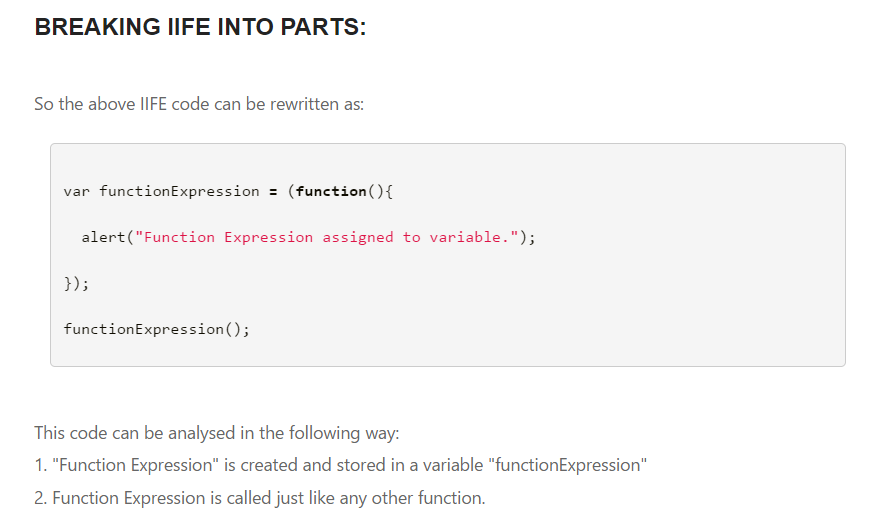 BREAKING IIFE INTO PARTS:
So the above IIFE code can be rewritten as:
var functionExpression = (function(){
alert("Function Expression assigned to variable.");
});
functionExpression();
This code can be analysed in the following way:
1. "Function Expression" is created and stored in a variable "functionExpression"
2. Function Expression is called just like any other function.